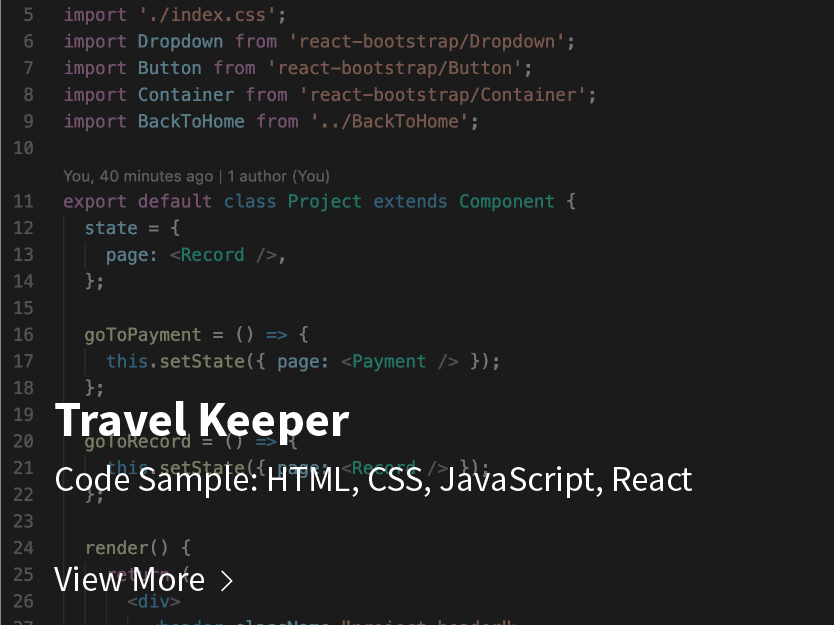 5 import './index.css';
6 import Dropdown from 'react-bootstrap/Dropdown';
7 import Button from 'react-bootstrap/Button';
8 import Container from 'react-bootstrap/Container';
9 import BackToHome from '../BackToHome';
10
You, 40 minutes ago | 1 author (You)
11 export default class Project extends Component {
12 state = {
13 page: <Record />,
14 };
15
16 goToPayment = () => {
17 this.setState({ page: <Payment /> });
18 };
19
Travel Keeper
20 goToRecord = () => {
21 this.setState({ page: <Record /> });
Code Sample: HTML, CSS, JavaScript, React
22 };
23
24 render() {
25 return (
View More >
26 <div>
27 <header className="project-header">